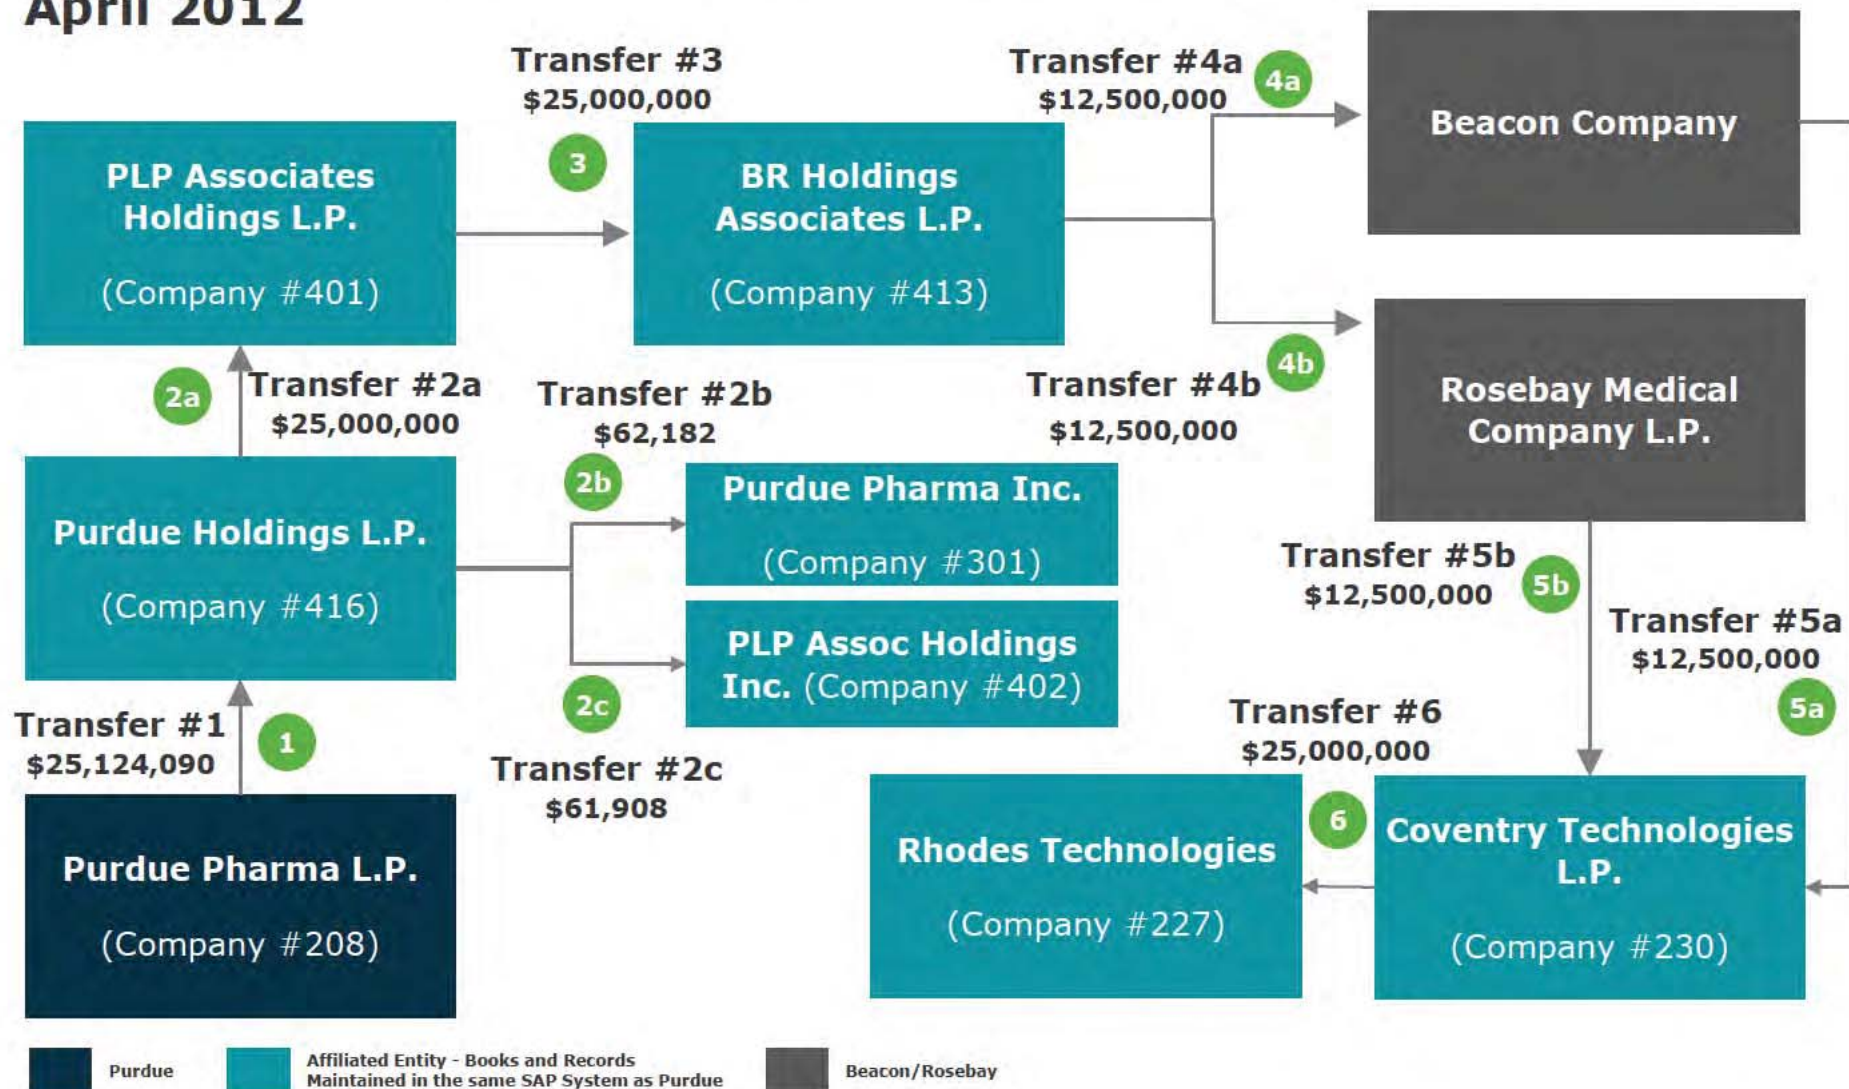 April 2012
Transfer #3
$25,000,000
3
Transfer #4a
$12,500,000
4a
PLP Associates
Holdings L.P.
(Company #401)
BR Holdings
Associates L.P.
(Company #413)
Beacon Company
2a
Transfer #2a
$25,000,000
Transfer #2b
$62,182
2b
Transfer #4b
$12,500,000
4b
Rosebay Medical
Company L.P.
Purdue Holdings L.P.
(Company #416)
Purdue Pharma Inc.
(Company #301)
PLP Assoc Holdings
Inc. (Company #402)
2c
Transfer #2c
$61,908
Transfer #5b
$12,500,000
5b
Transfer #5a
$12,500,000
5a
Transfer #1
$25,124,090
1
Transfer #6
$25,000,000
6
Purdue Pharma L.P.
(Company #208)
Rhodes Technologies
(Company #227)
Coventry Technologies
L.P.
(Company #230)
Purdue
Affiliated Entity - Books and Records
Maintained in the same SAP System as Purdue
Beacon/Rosebay